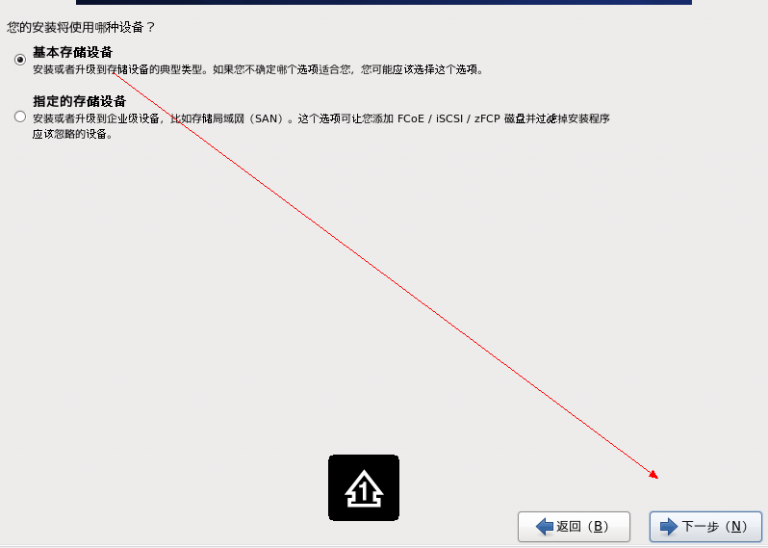 您的安装将使用哪种设备？
基本存储设备
安装或者升级到存储设备的典型类型。如果您不确定哪个选项适合您，您可能应该选择这个选项。
指定的存储设备
安装或者升级到企业级设备，比如存储局域网（SAN）。这个选项可让您添加 FCoE / iSCSI / zFCP 磁盘并过滤掉安装程序
应该忽略的设备。
1
返回（B）
下一步（N）